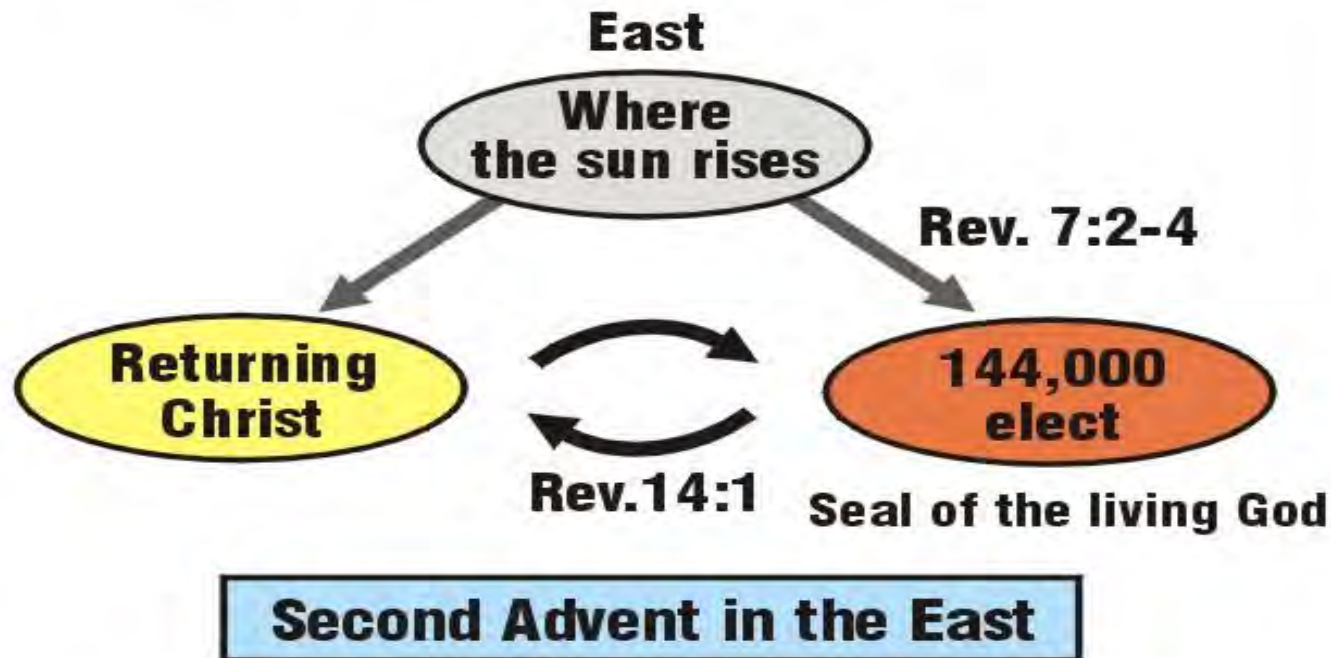 East
Where
the sun rises
Rev. 7:2-4
Returning
Christ
144,000
elect
Rev.14:1
Seal of the living God
Second Advent in the East